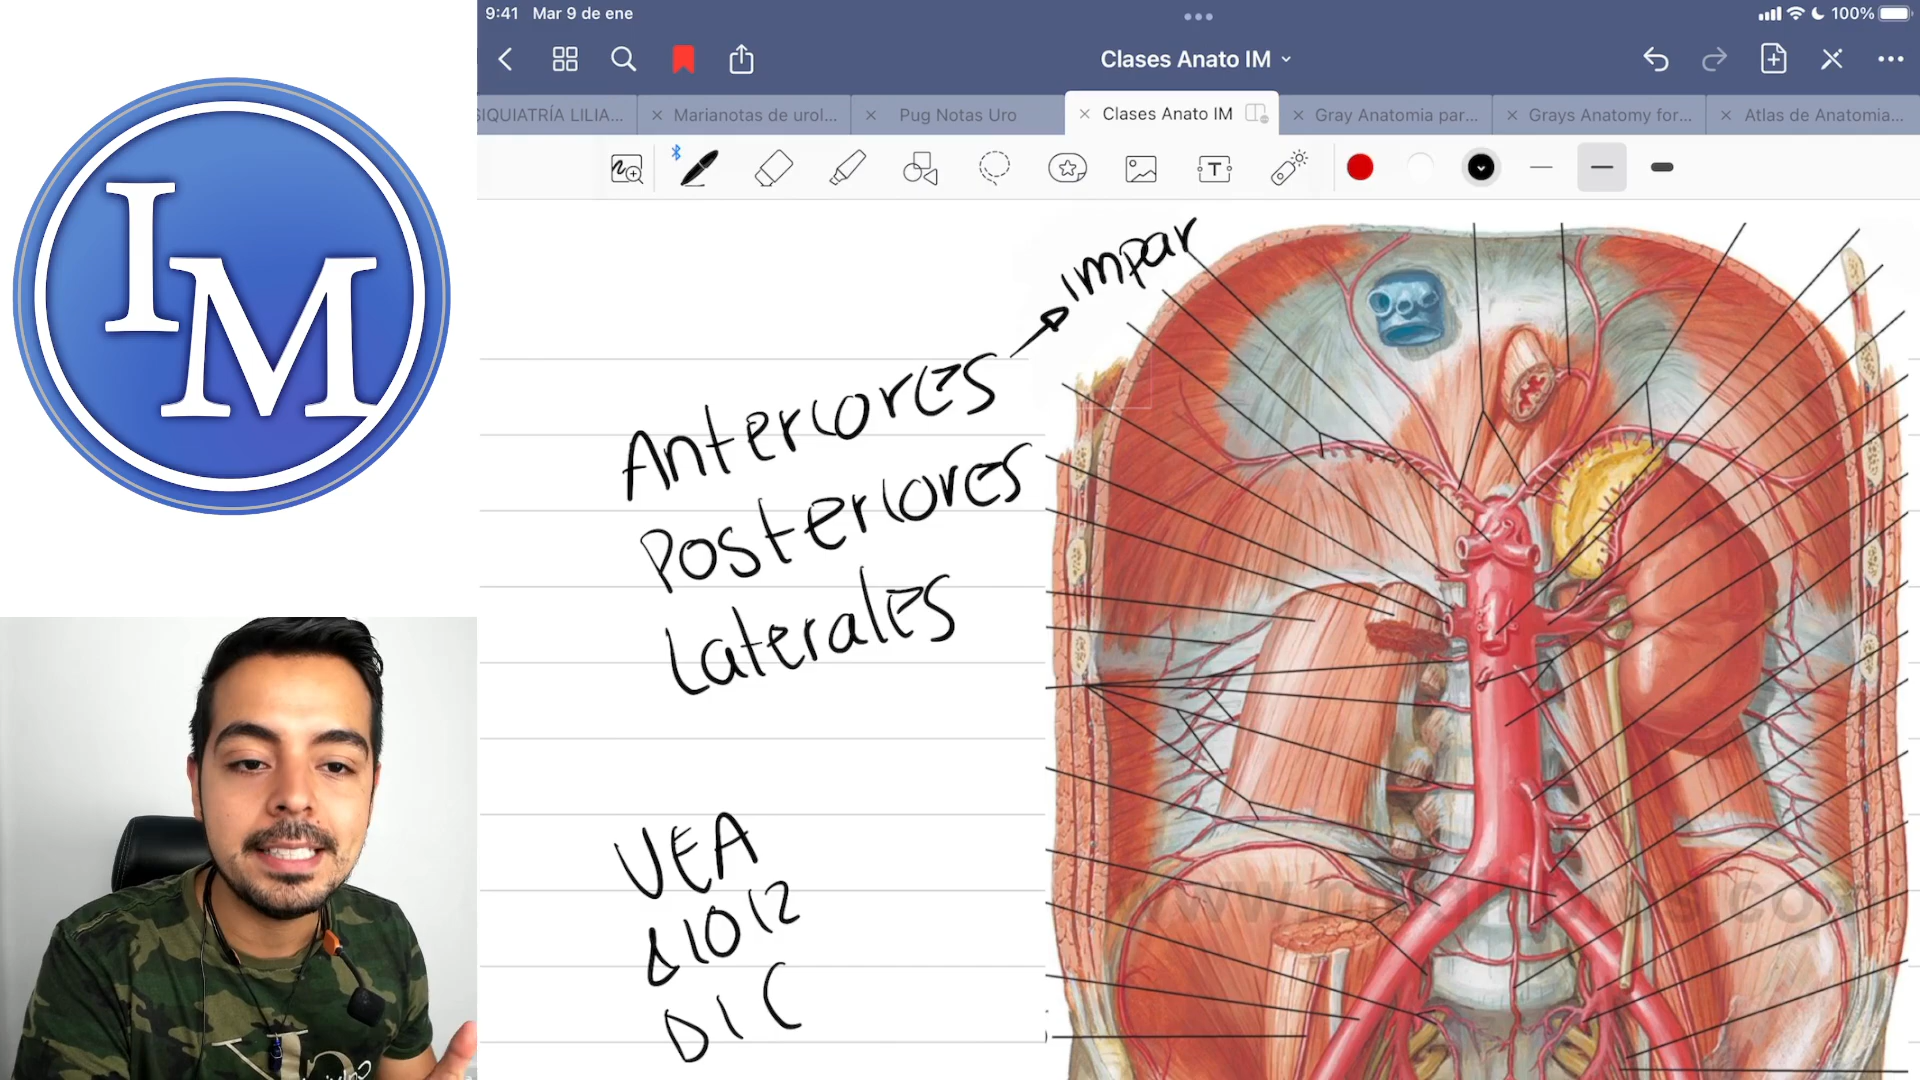 IM
9:41 Mar 9 de ene
100%
Clases Anato IM
SIQUIATRÍA LILIA...
Marianotas de urol...
Pug Notas Uro
Clases Anato IM
Gray Anatomia par...
Grays Anatomy for...
Atlas de Anatomia...
T
Impar
Anteriores
Posteriores
Laterales
VEA
1012
DIC